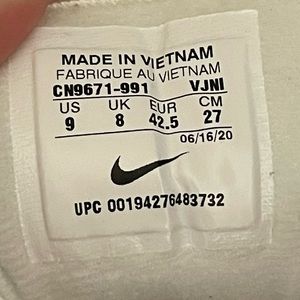 MADE IN VIETNAM
FABRIQUE AU VIETNAM
CN9671-991 VJNI
US UK EUR CM
9 8 42.5 27
06/16/20
UPC 00194276483732